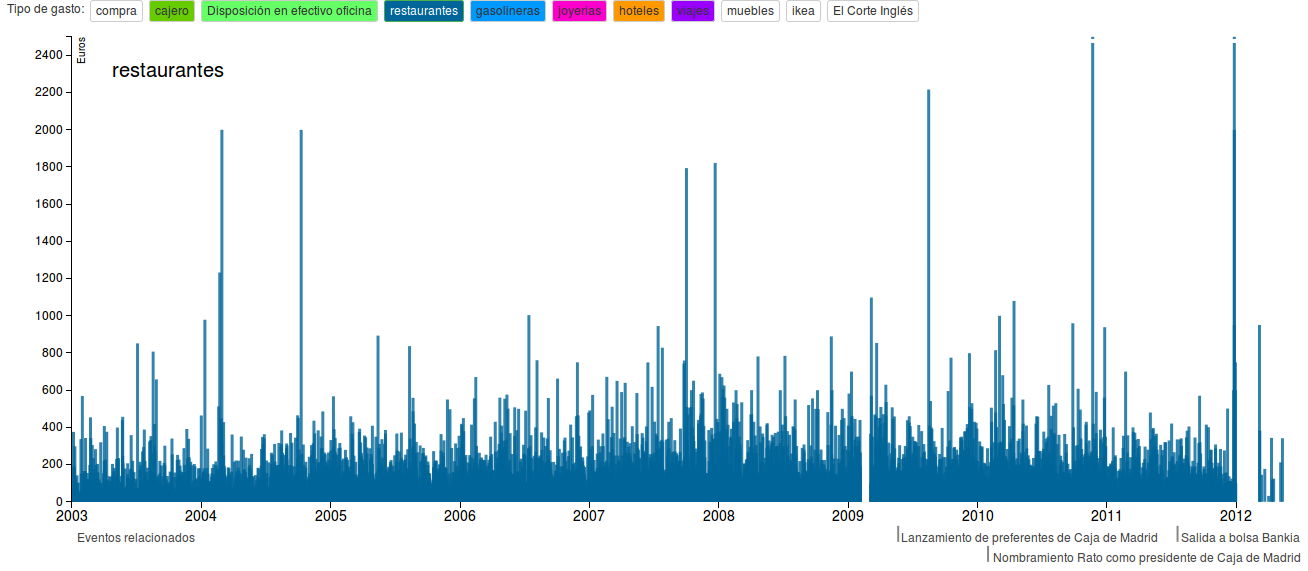 Tipo de gasto: compra cajero Disposición en efectivo oficina restaurantes gasolineras joyerías hoteles viajes muebles ikea El Corte Inglés
Euros
restaurantes
2400
2200
2000
1800
1600
1400
1200
1000
800
600
400
200
0
2003 2004 2005 2006 2007 2008 2009 2010 2011 2012
Eventos relacionados
Lanzamiento de preferentes de Caja de Madrid
Salida a bolsa Bankia
Nombramiento Rato como presidente de Caja de Madrid